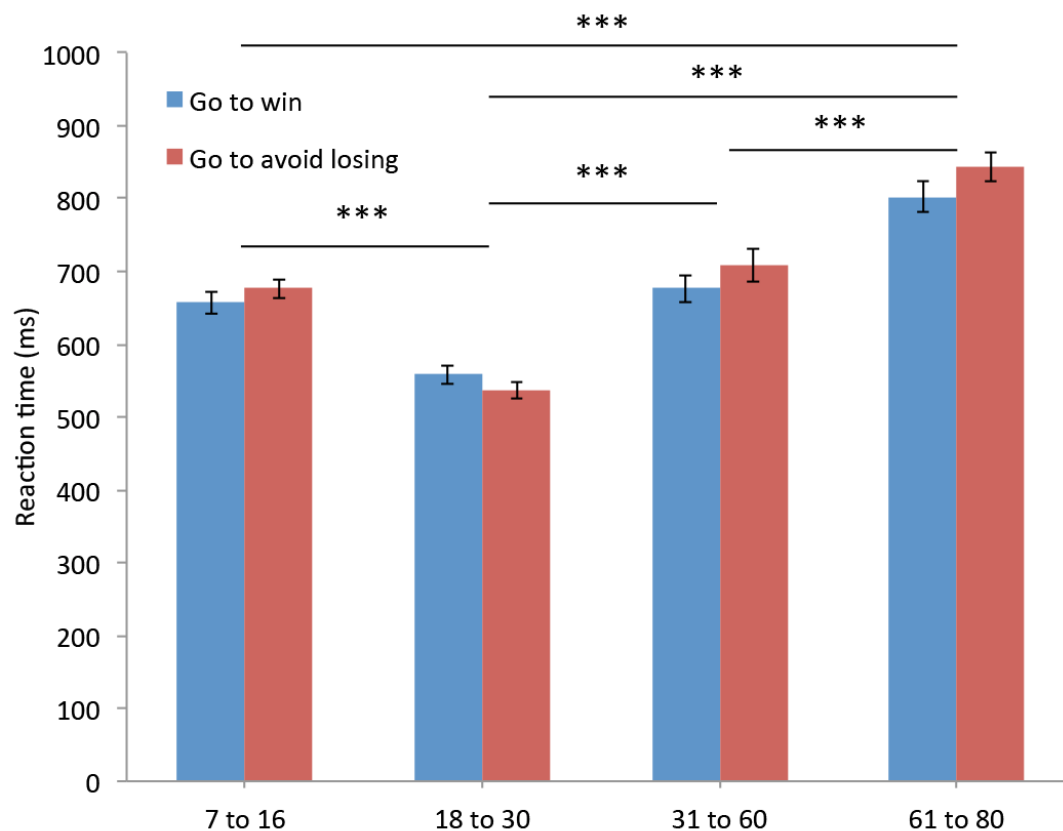 ***
1000
***
900
Go to win
***
Go to avoid losing
***
800
***
700
600
500
400
300
200
100
0
Reaction time (ms)
7 to 16
18 to 30
31 to 60
61 to 80